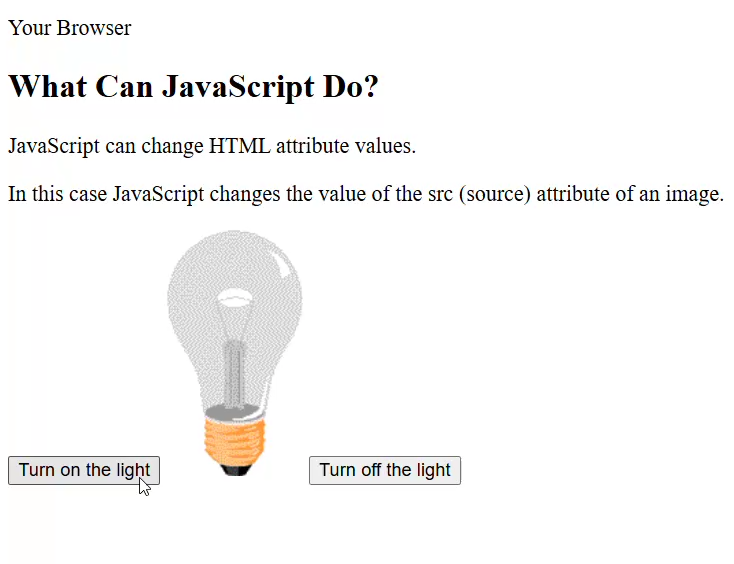 Your Browser
What Can JavaScript Do?
JavaScript can change HTML attribute values.
In this case JavaScript changes the value of the src (source) attribute of an image.
Turn on the light
Turn off the light